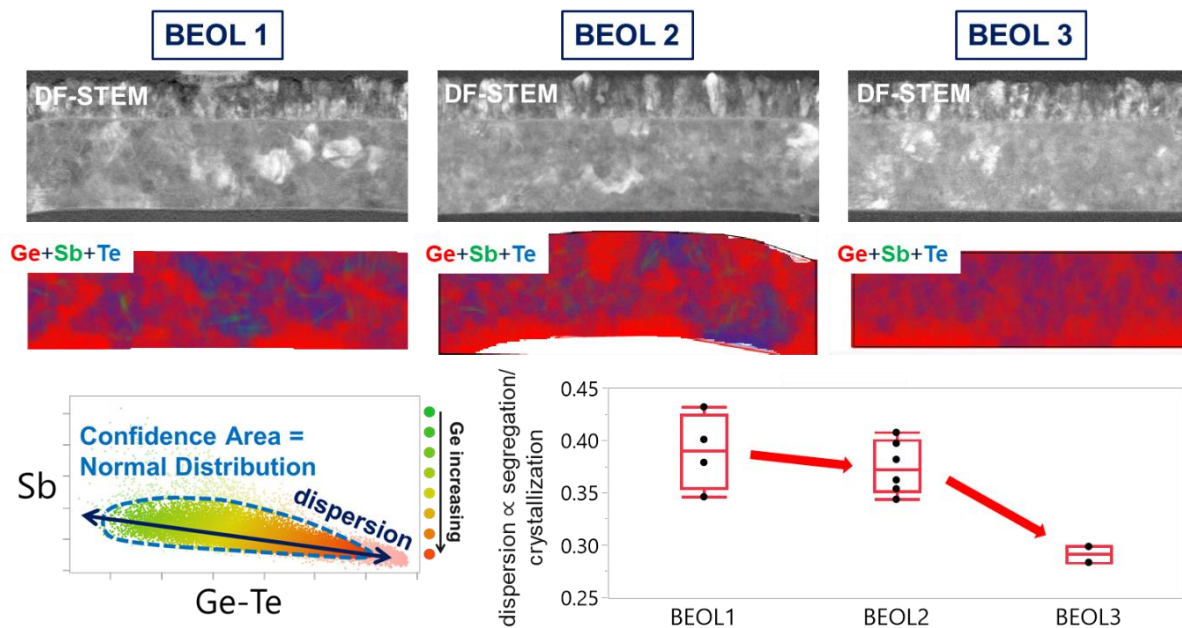 BEOL 1
BEOL 2
BEOL 3
DF-STEM
DF-STEM
DF-STEM
Ge+Sb+Te
Ge+Sb+Te
Ge+Sb+Te
Confidence Area =
Normal Distribution
dispersion
Sb
Ge-Te
Ge increasing
dispersion ∝ segregation/
crystallization
0.45
0.40
0.35
0.30
0.25
BEOL1
BEOL2
BEOL3